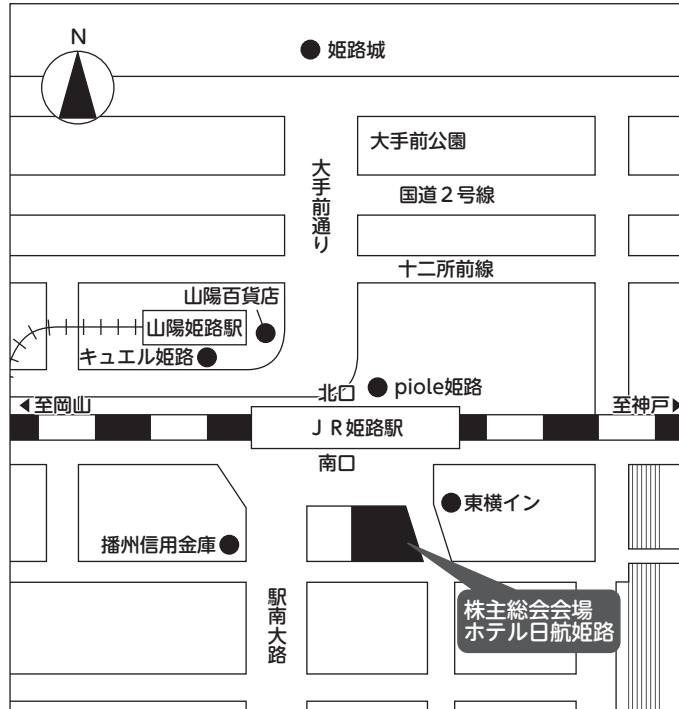 N
姫路城
大手前公園
大手前通り
国道2号線
十二所前線
山陽百貨店
山陽姫路駅
キュエル姫路
北口
piole姫路
至岡山
至神戸
JR姫路駅
南口
東横イン
播州信用金庫
駅南大路
株主総会会場
ホテル日航姫路